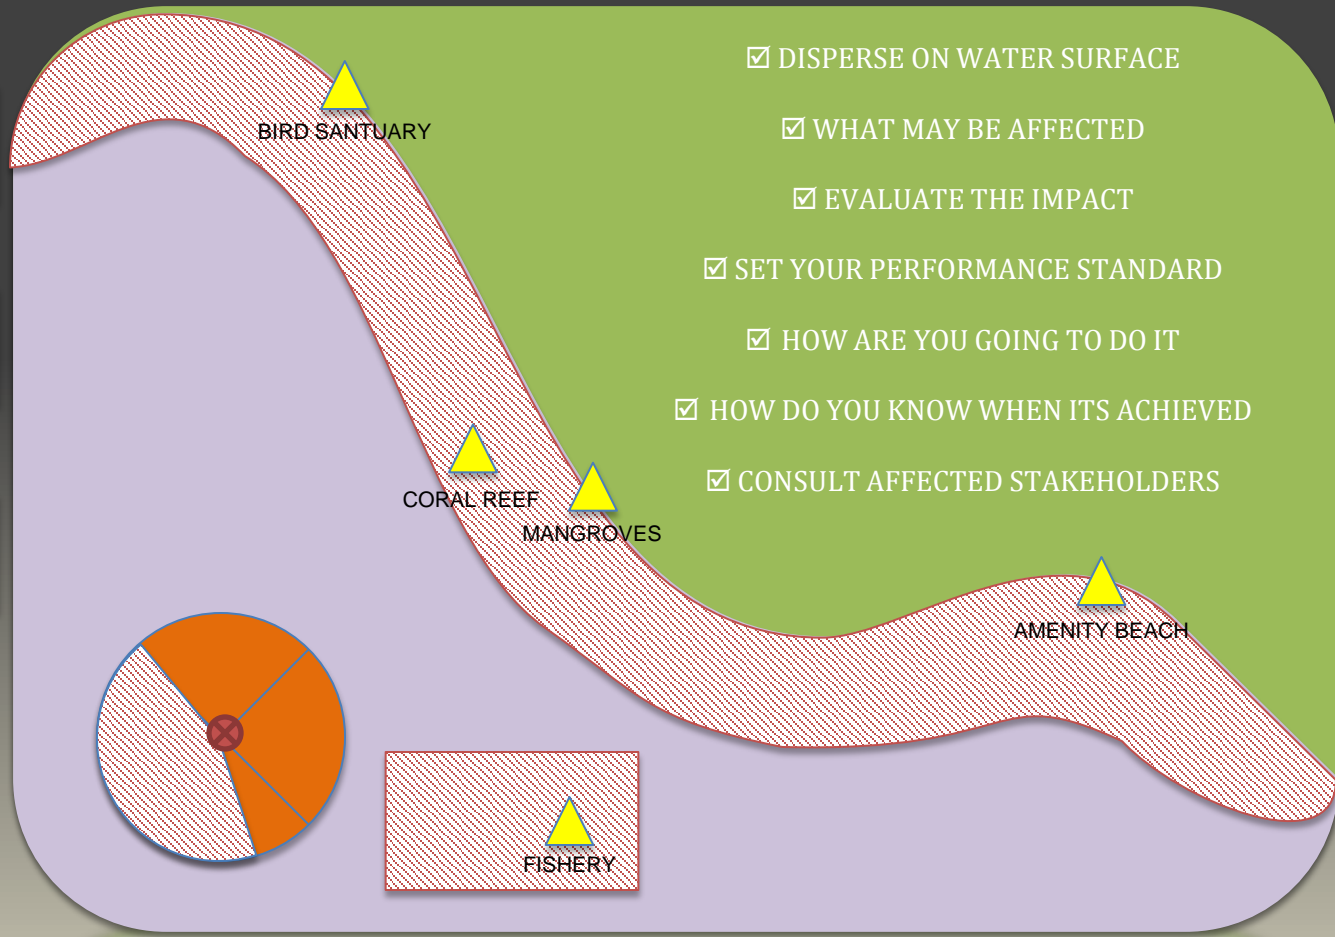 ☑ DISPERSE ON WATER SURFACE
BIRD SANTUARY
☑ WHAT MAY BE AFFECTED
☑ EVALUATE THE IMPACT
☑ SET YOUR PERFORMANCE STANDARD
☑ HOW ARE YOU GOING TO DO IT
☑ HOW DO YOU KNOW WHEN ITS ACHIEVED
☑ CONSULT AFFECTED STAKEHOLDERS
CORAL REEF
MANGROVES
AMENITY BEACH
FISHERY